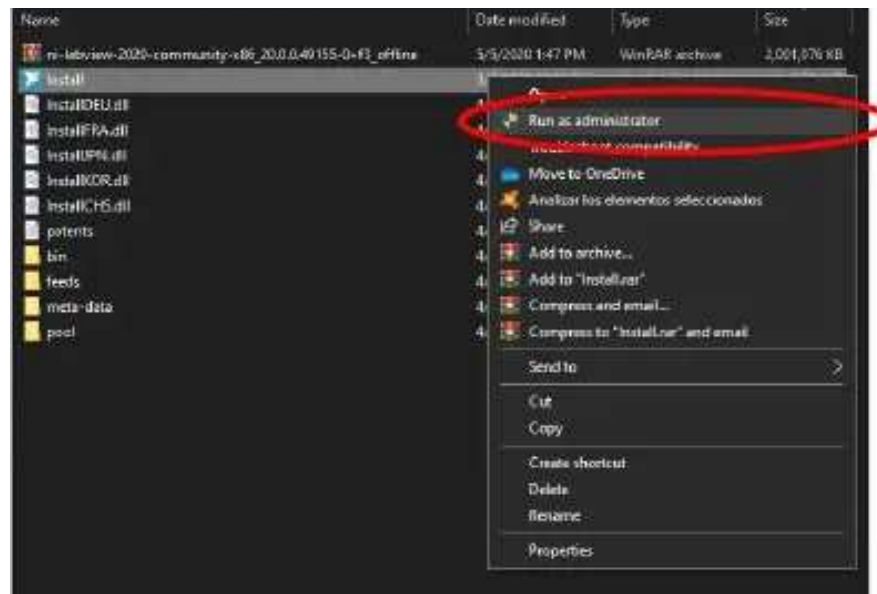 Name Date modified Type Size
ni-labview-2020-community-x86_20.0.0.49155-0+f3_offline 5/5/2020 1:47 PM WinRAR archive 2,001,076 KB
Install
InstallDEU.dll
InstallFRA.dll
InstallJPN.dll
InstallKOR.dll
InstallCHS.dll
patents
bin
feeds
meta-data
pool
Open
Run as administrator
Troubleshoot compatibility
Move to OneDrive
Analizar los elementos seleccionados
Share
Add to archive...
Add to "Install.rar"
Compress and email...
Compress to "Install.rar" and email
Send to
Cut
Copy
Create shortcut
Delete
Rename
Properties